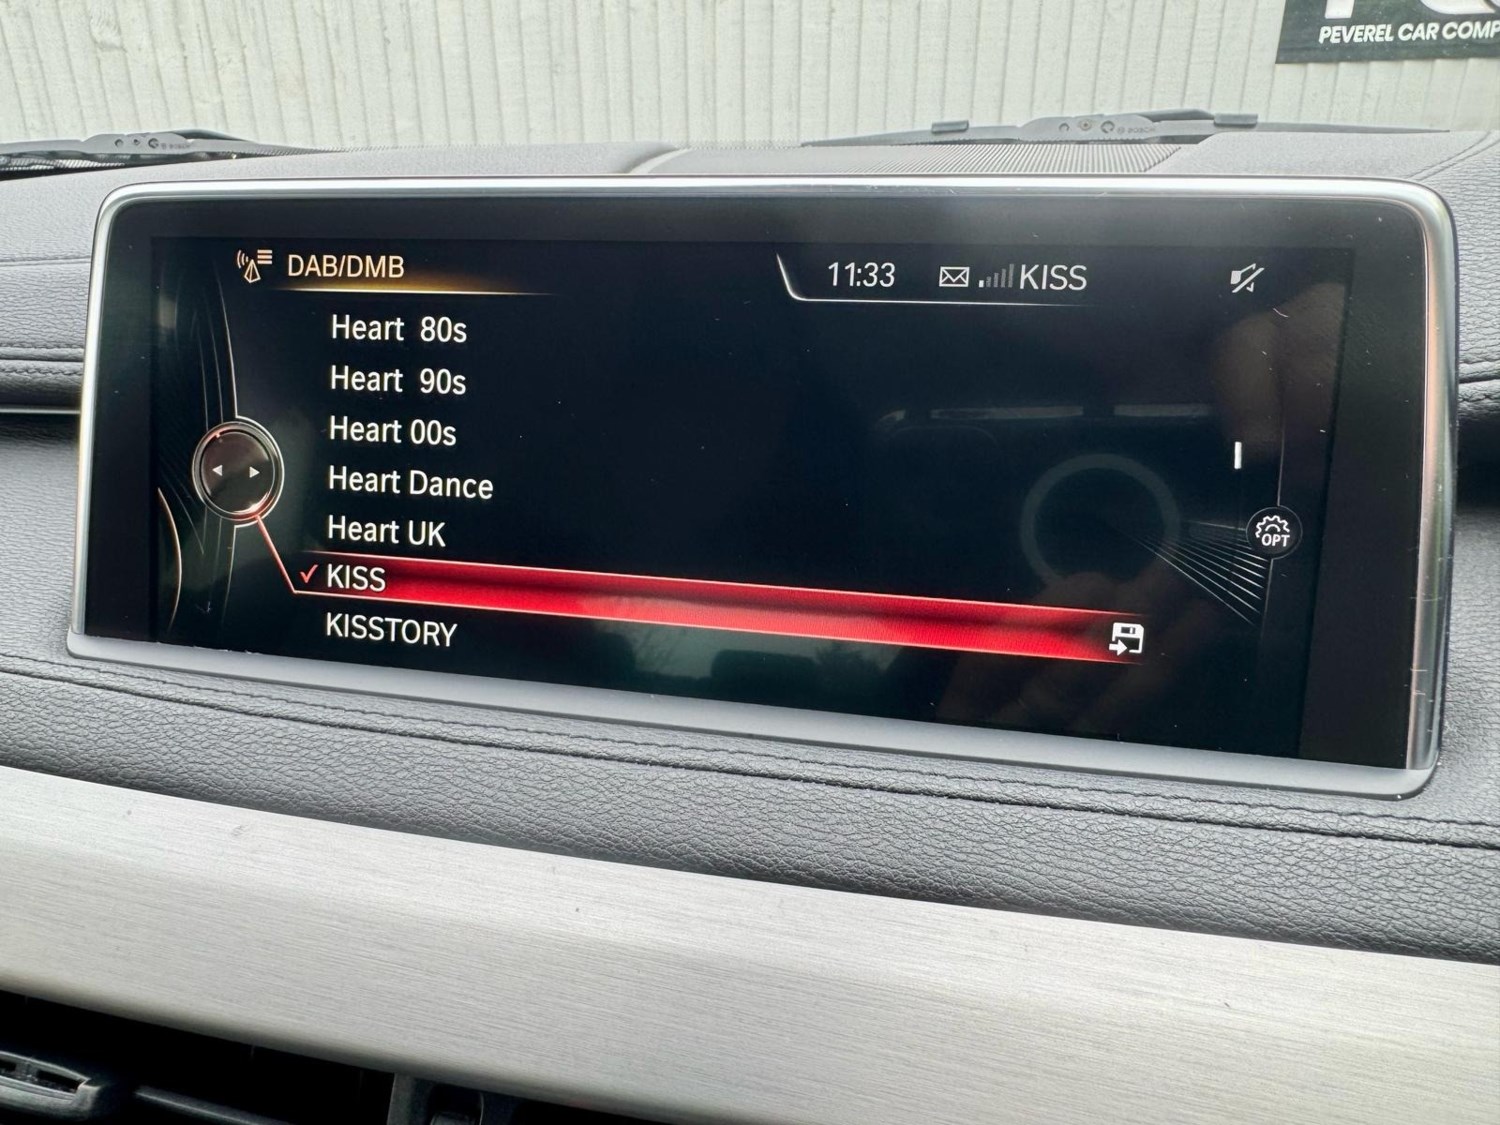 PEVEREL CAR COMP
DAB/DMB
11:33 KISS
Heart 80s
Heart 90s
Heart 00s
Heart Dance
Heart UK
KISS
KISSTORY
OPT